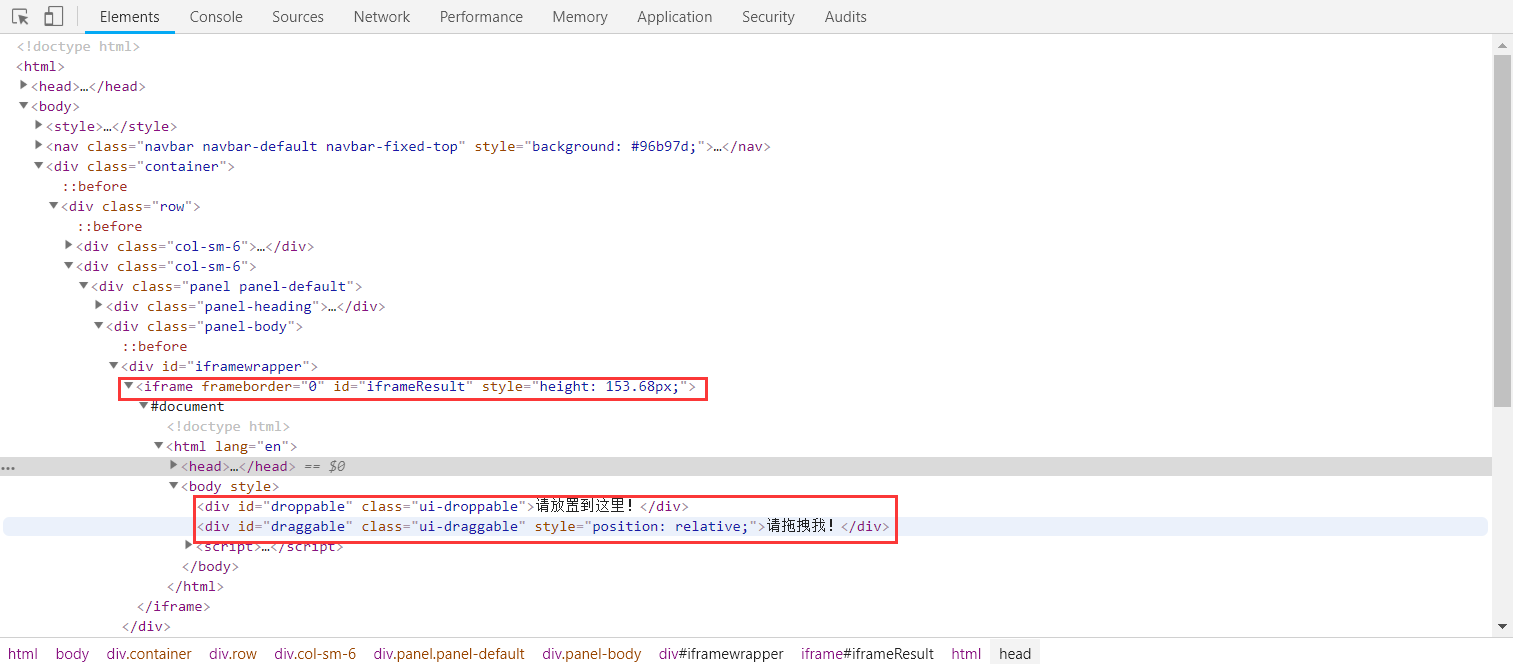 Elements Console Sources Network Performance Memory Application Security Audits
<!doctype html>
<html>
<head>…</head>
<body>
<style>…</style>
<nav class="navbar navbar-default navbar-fixed-top" style="background: #96b97d;">…</nav>
<div class="container">
::before
<div class="row">
::before
<div class="col-sm-6">…</div>
<div class="col-sm-6">
<div class="panel panel-default">
<div class="panel-heading">…</div>
<div class="panel-body">
::before
<div id="iframewrapper">
<iframe frameborder="0" id="iframeResult" style="height: 153.68px;">
#document
<!doctype html>
<html lang="en">
… <head>…</head> == $0
<body style>
<div id="droppable" class="ui-droppable">请放置到这里!</div>
<div id="draggable" class="ui-draggable" style="position: relative;">请拖拽我!</div>
<script>…</script>
</body>
</html>
</iframe>
</div>
html body div.container div.row div.col-sm-6 div.panel.panel-default div.panel-body div#iframewrapper iframe#iframeResult html head